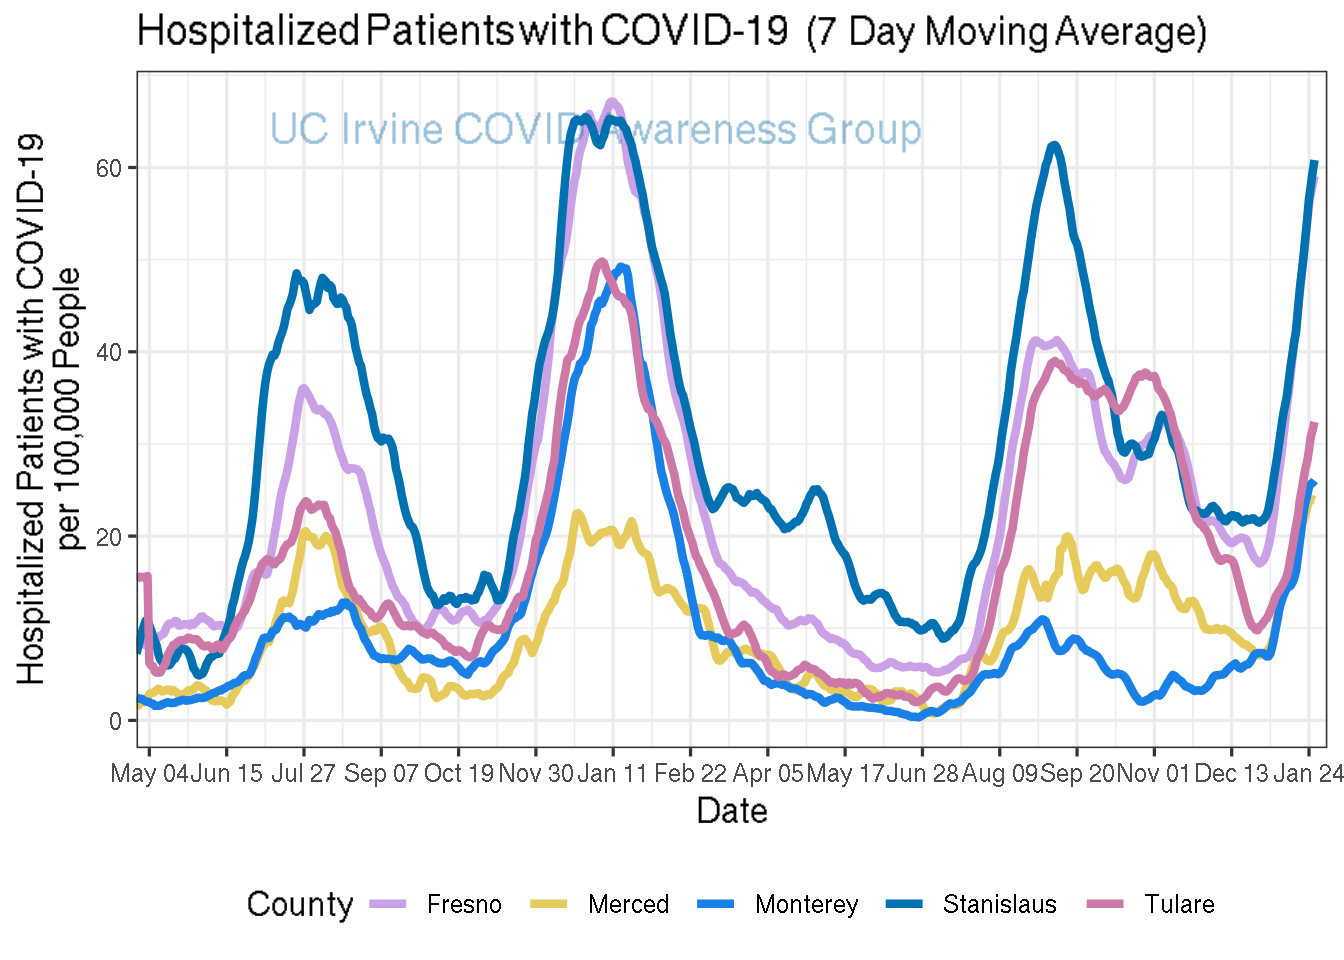 Hospitalized Patients with COVID-19 (7 Day Moving Average)
UC Irvine COVID Awareness Group
Hospitalized Patients with COVID-19
per 100,000 People
60
40
20
0
May 04 Jun 15 Jul 27 Sep 07 Oct 19 Nov 30 Jan 11 Feb 22 Apr 05 May 17 Jun 28 Aug 09 Sep 20 Nov 01 Dec 13 Jan 24
Date
County Fresno Merced Monterey Stanislaus Tulare